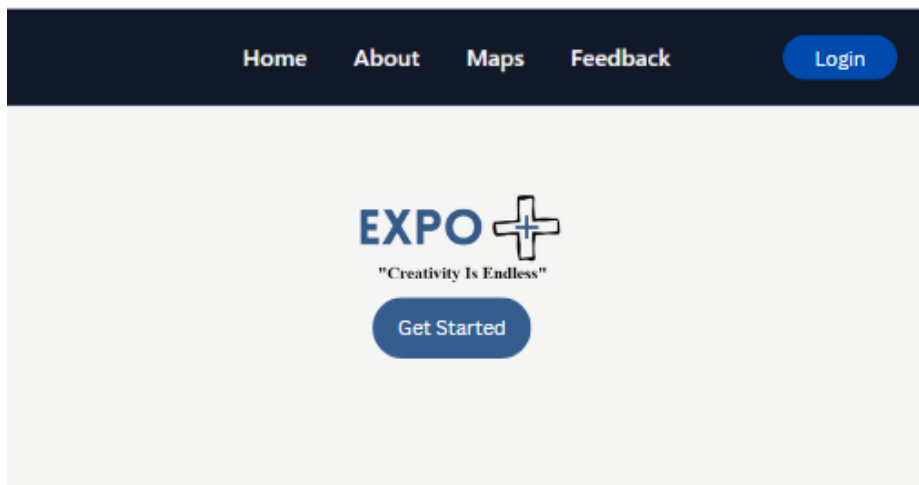 Home About Maps Feedback Login
EXPO +
"Creativity Is Endless"
Get Started